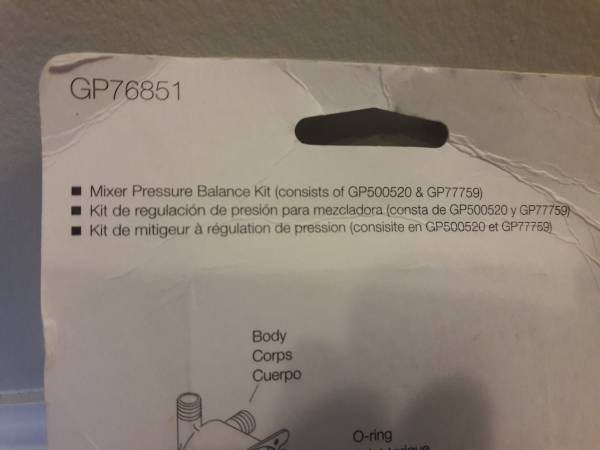 GP76851
■ Mixer Pressure Balance Kit (consists of GP500520 & GP77759)
■ Kit de regulación de presión para mezcladora (consta de GP500520 y GP77759)
■ Kit de mitigeur à régulation de pression (consisite en GP500520 et GP77759)
Body
Corps
Cuerpo
O-ring